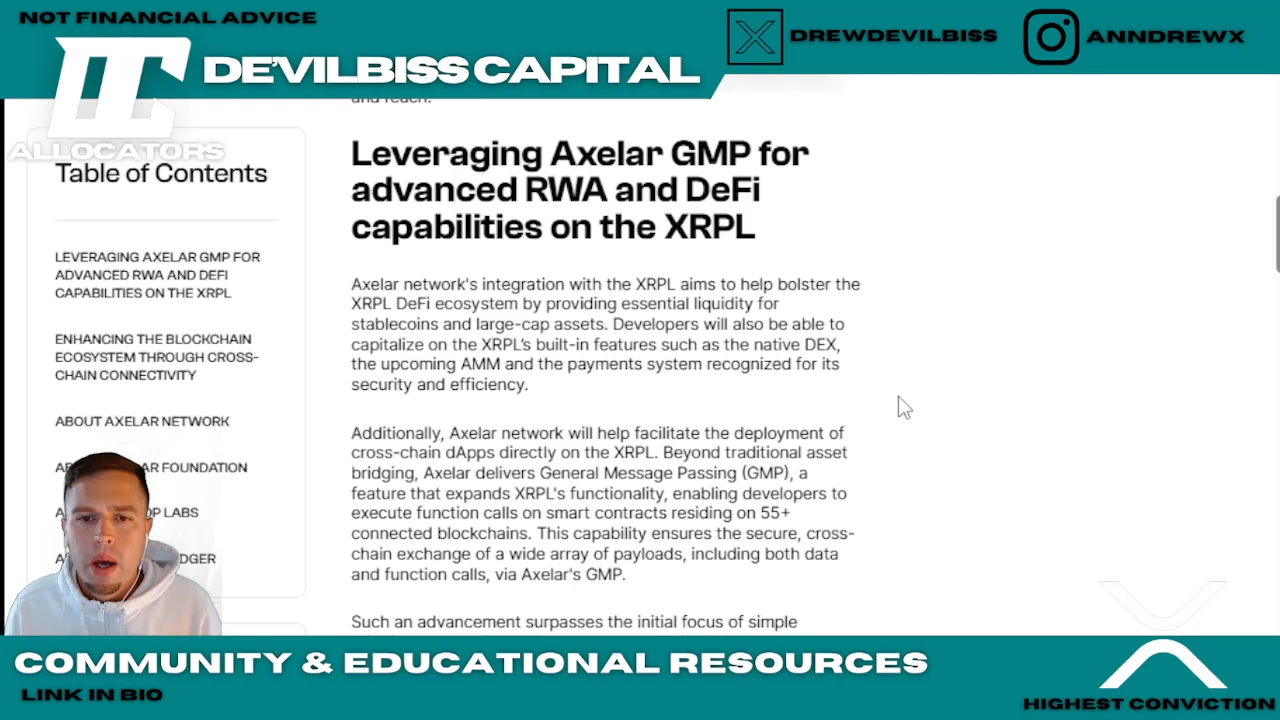 NOT FINANCIAL ADVICE
DE'VILBISS CAPITAL
DREWDEVILBISS
ANNDREWX
ALLOCATORS
and reach.
Table of Contents
LEVERAGING AXELAR GMP FOR
ADVANCED RWA AND DEFI
CAPABILITIES ON THE XRPL
ENHANCING THE BLOCKCHAIN
ECOSYSTEM THROUGH CROSS-
CHAIN CONNECTIVITY
ABOUT AXELAR NETWORK
FOUNDATION
LABS
Leveraging Axelar GMP for
advanced RWA and DeFi
capabilities on the XRPL
Axelar network's integration with the XRPL aims to help bolster the
XRPL DeFi ecosystem by providing essential liquidity for
stablecoins and large-cap assets. Developers will also be able to
capitalize on the XRPL's built-in features such as the native DEX,
the upcoming AMM and the payments system recognized for its
security and efficiency.
Additionally, Axelar network will help facilitate the deployment of
cross-chain dApps directly on the XRPL. Beyond traditional asset
bridging, Axelar delivers General Message Passing (GMP), a
feature that expands XRPL's functionality, enabling developers to
execute function calls on smart contracts residing on 55+
connected blockchains. This capability ensures the secure, cross-
chain exchange of a wide array of payloads, including both data
and function calls, via Axelar's GMP.
Such an advancement surpasses the initial focus of simple
COMMUNITY & EDUCATIONAL RESOURCES
LINK IN BIO
HIGHEST CONVICTION